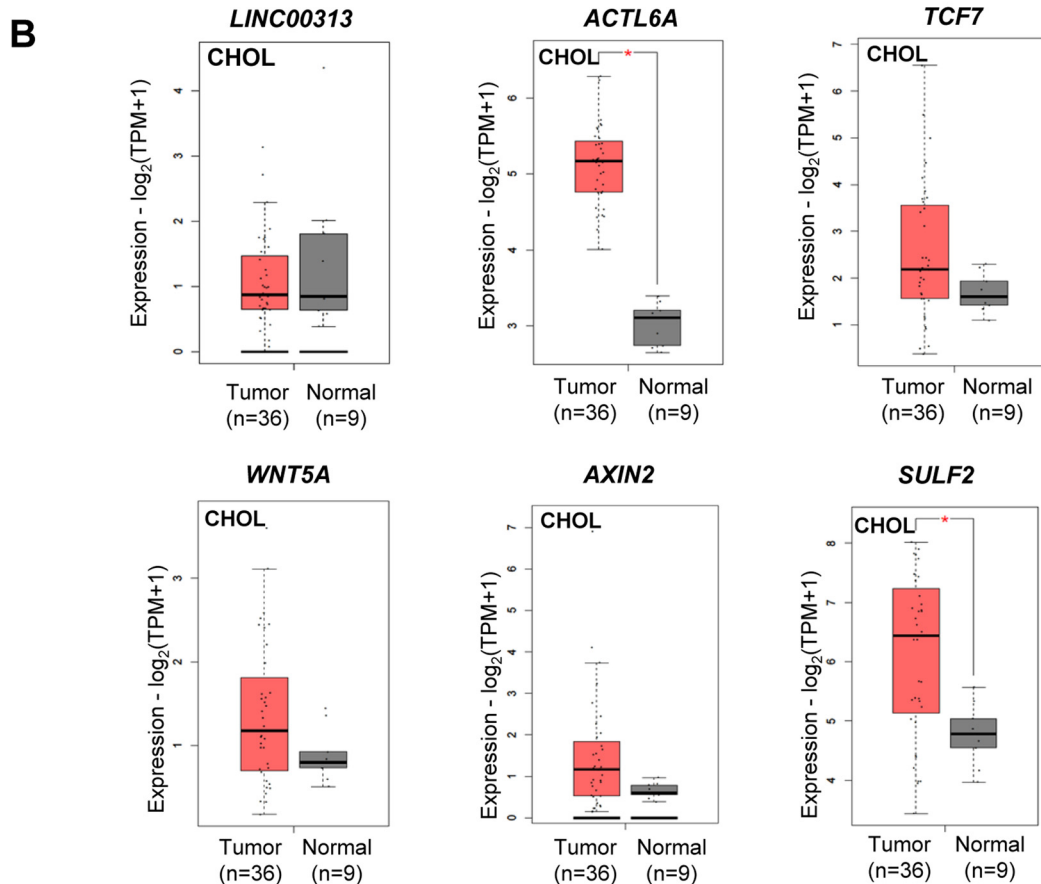 B
LINC00313
CHOL
Expression - log2(TPM+1)
4
3
2
1
0
Tumor
(n=36)
Normal
(n=9)
ACTL6A
CHOL
*
Expression - log2(TPM+1)
6
5
4
3
Tumor
(n=36)
Normal
(n=9)
TCF7
CHOL
Expression - log2(TPM+1)
7
6
5
4
3
2
1
Tumor
(n=36)
Normal
(n=9)
WNT5A
CHOL
Expression - log2(TPM+1)
3
2
1
Tumor
(n=36)
Normal
(n=9)
AXIN2
CHOL
Expression - log2(TPM+1)
7
6
5
4
3
2
1
0
Tumor
(n=36)
Normal
(n=9)
SULF2
CHOL
*
Expression - log2(TPM+1)
8
7
6
5
4
Tumor
(n=36)
Normal
(n=9)